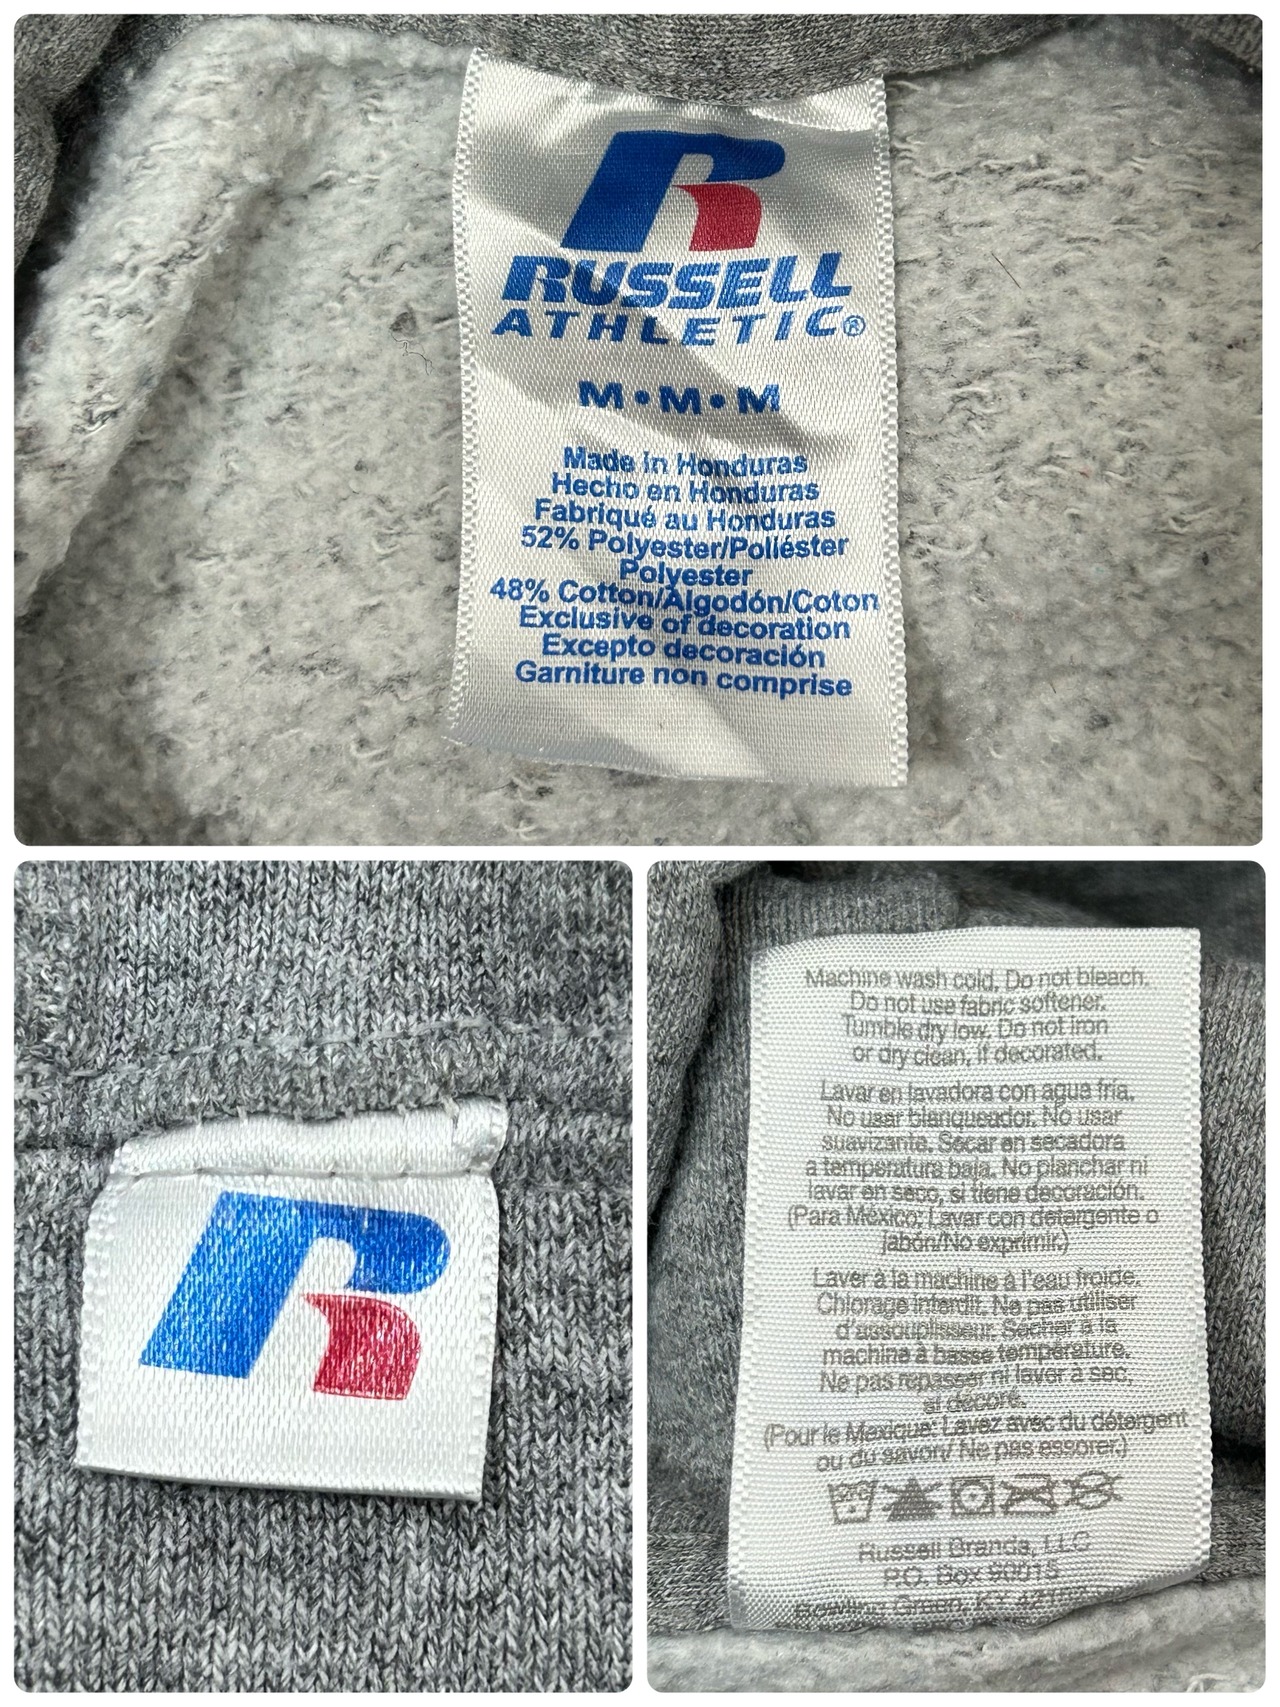 R
RUSSELL
ATHLETIC®
M•M•M
Made in Honduras
Hecho en Honduras
Fabriqué au Honduras
52% Polyester/Poliéster
Polyester
48% Cotton/Algodón/Coton
Exclusive of decoration
Excepto decoración
Garniture non comprise
R
Machine wash cold. Do not bleach.
Do not use fabric softener.
Tumble dry low. Do not iron
or dry clean, if decorated.
Lavar en lavadora con agua fría.
No usar blanqueador. No usar
suavizante. Secar en secadora
a temperatura baja. No planchar ni
lavar en seco, si tiene decoración.
(Para México: Lavar con detergente o
jabón/No exprimir.)
Laver à la machine à l'eau froide.
Chlorage interdit. Ne pas utiliser
d'assouplisseur. Sécher à la
machine à basse température.
Ne pas repasser ni laver à sec,
si décoré.
(Pour le Mexique: Lavez avec du détergent
ou du savon/ Ne pas essorer.)
Russell Brands, LLC
P.O. Box 90015
Bowling Green, KY